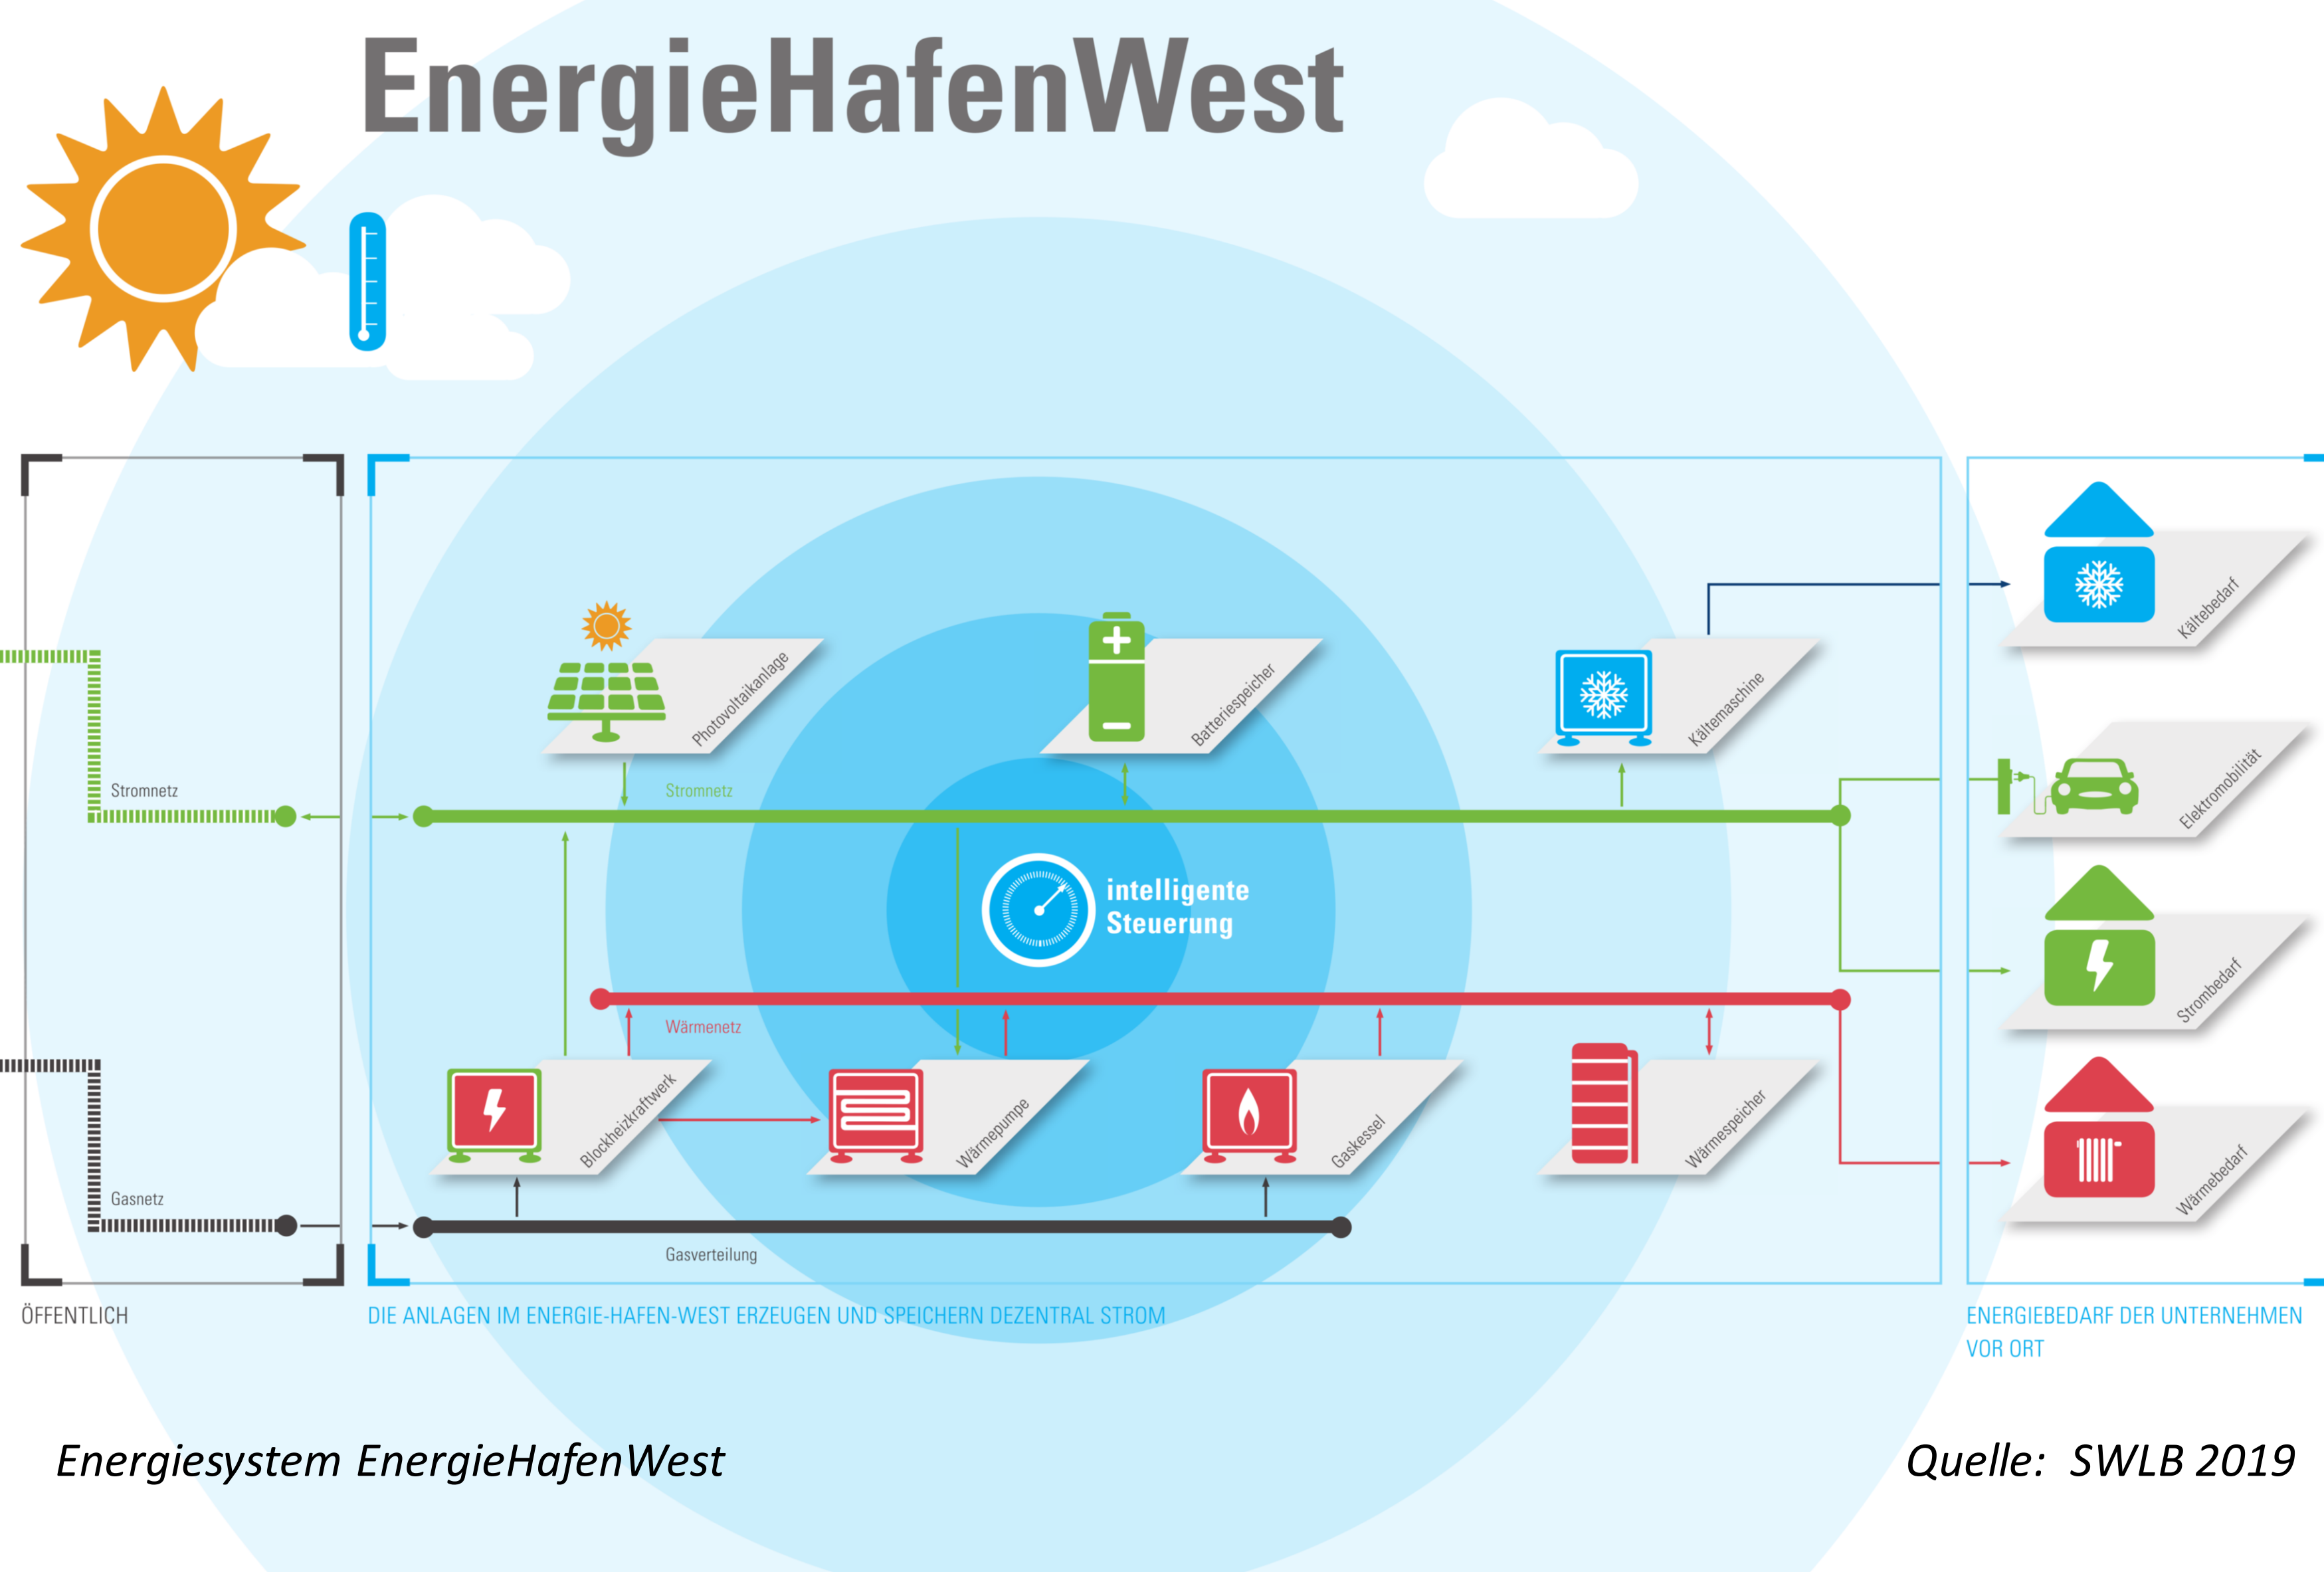 EnergieHafenWest
Photovoltaikanlage
Batteriespeicher
Kältemaschine
Kältebedarf
Stromnetz
Stromnetz
Elektromobilität
intelligente
Steuerung
Strombedarf
Wärmenetz
Blockheizkraftwerk
Wärmepumpe
Gaskessel
Wärmespeicher
Wärmebedarf
Gasnetz
Gasverteilung
ÖFFENTLICH
DIE ANLAGEN IM ENERGIE-HAFEN-WEST ERZEUGEN UND SPEICHERN DEZENTRAL STROM
ENERGIEBEDARF DER UNTERNEHMEN
VOR ORT
Energiesystem EnergieHafenWest
Quelle: SWLB 2019